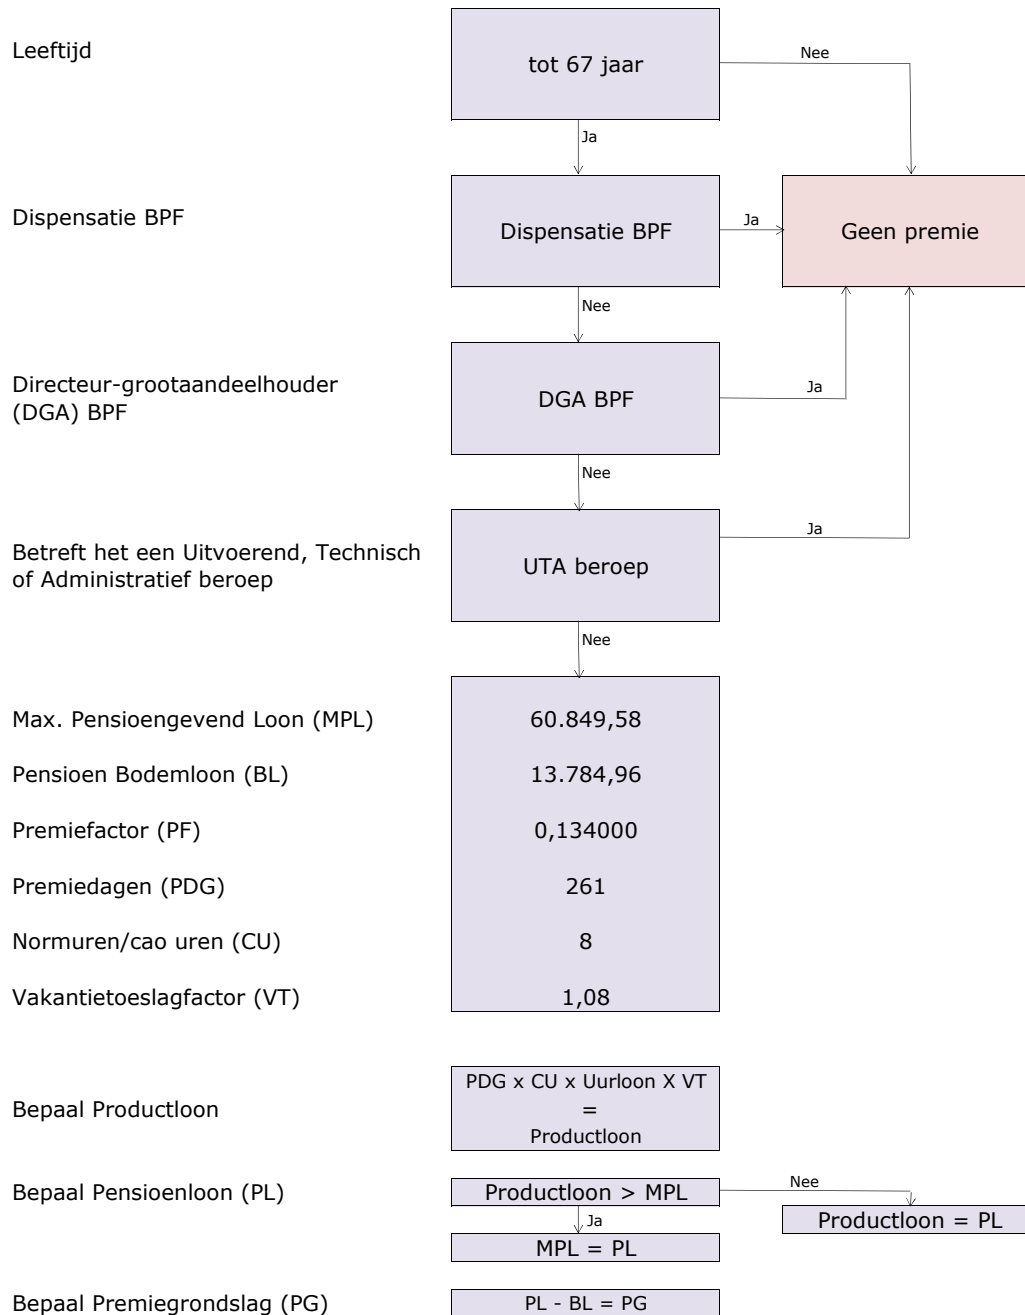 Leeftijd
tot 67 jaar
Nee
Ja
Dispensatie BPF
Dispensatie BPF
Ja
Geen premie
Nee
Directeur-grootaandeelhouder
(DGA) BPF
DGA BPF
Ja
Nee
Betreft het een Uitvoerend, Technisch
of Administratief beroep
UTA beroep
Ja
Nee
Max. Pensioengevend Loon (MPL)
60.849,58
Pensioen Bodemloon (BL)
13.784,96
Premiefactor (PF)
0,134000
Premiedagen (PDG)
261
Normuren/cao uren (CU)
8
Vakantietoeslagfactor (VT)
1,08
Bepaal Productloon
PDG x CU x Uurloon X VT
=
Productloon
Bepaal Pensioenloon (PL)
Productloon > MPL
Nee
Productloon = PL
Ja
MPL = PL
Bepaal Premiegrondslag (PG)
PL - BL = PG